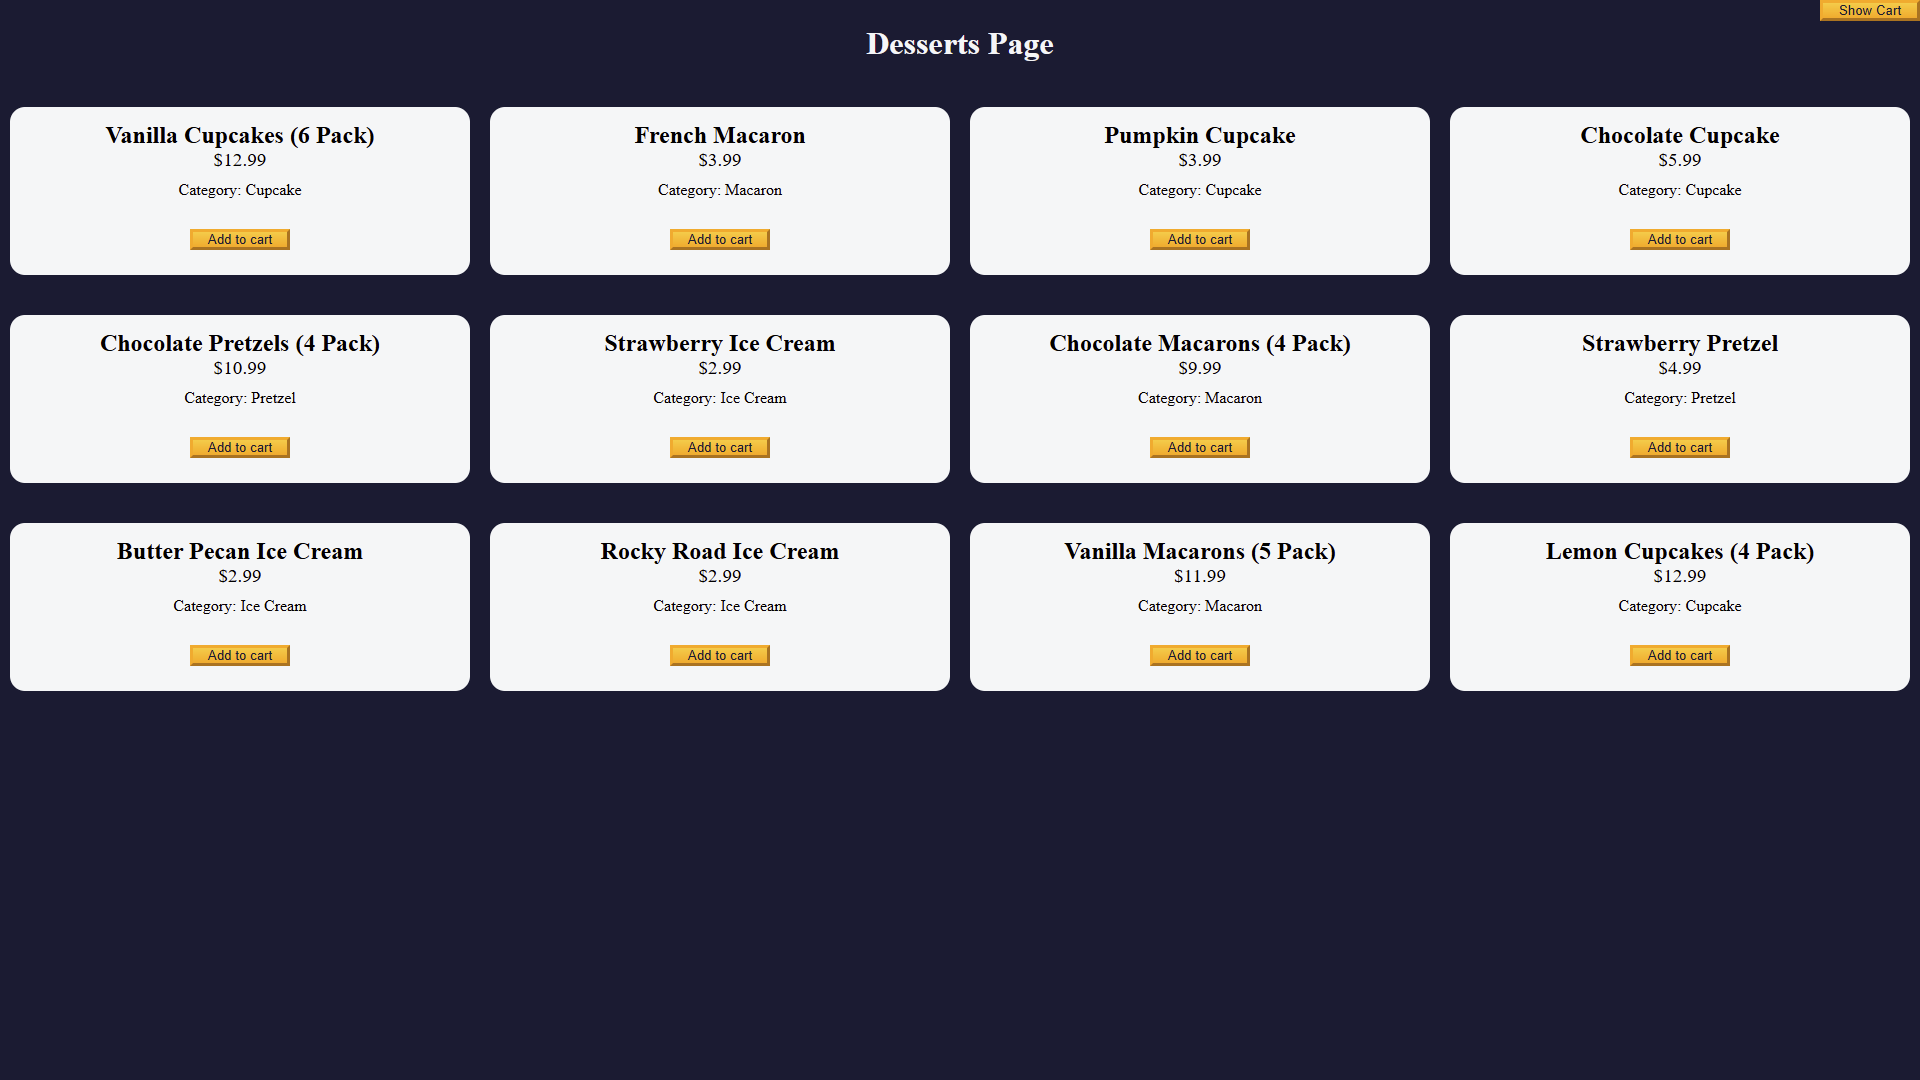 Show Cart
Desserts Page
Vanilla Cupcakes (6 Pack)
$12.99
Category: Cupcake
Add to cart
French Macaron
$3.99
Category: Macaron
Add to cart
Pumpkin Cupcake
$3.99
Category: Cupcake
Add to cart
Chocolate Cupcake
$5.99
Category: Cupcake
Add to cart
Chocolate Pretzels (4 Pack)
$10.99
Category: Pretzel
Add to cart
Strawberry Ice Cream
$2.99
Category: Ice Cream
Add to cart
Chocolate Macarons (4 Pack)
$9.99
Category: Macaron
Add to cart
Strawberry Pretzel
$4.99
Category: Pretzel
Add to cart
Butter Pecan Ice Cream
$2.99
Category: Ice Cream
Add to cart
Rocky Road Ice Cream
$2.99
Category: Ice Cream
Add to cart
Vanilla Macarons (5 Pack)
$11.99
Category: Macaron
Add to cart
Lemon Cupcakes (4 Pack)
$12.99
Category: Cupcake
Add to cart